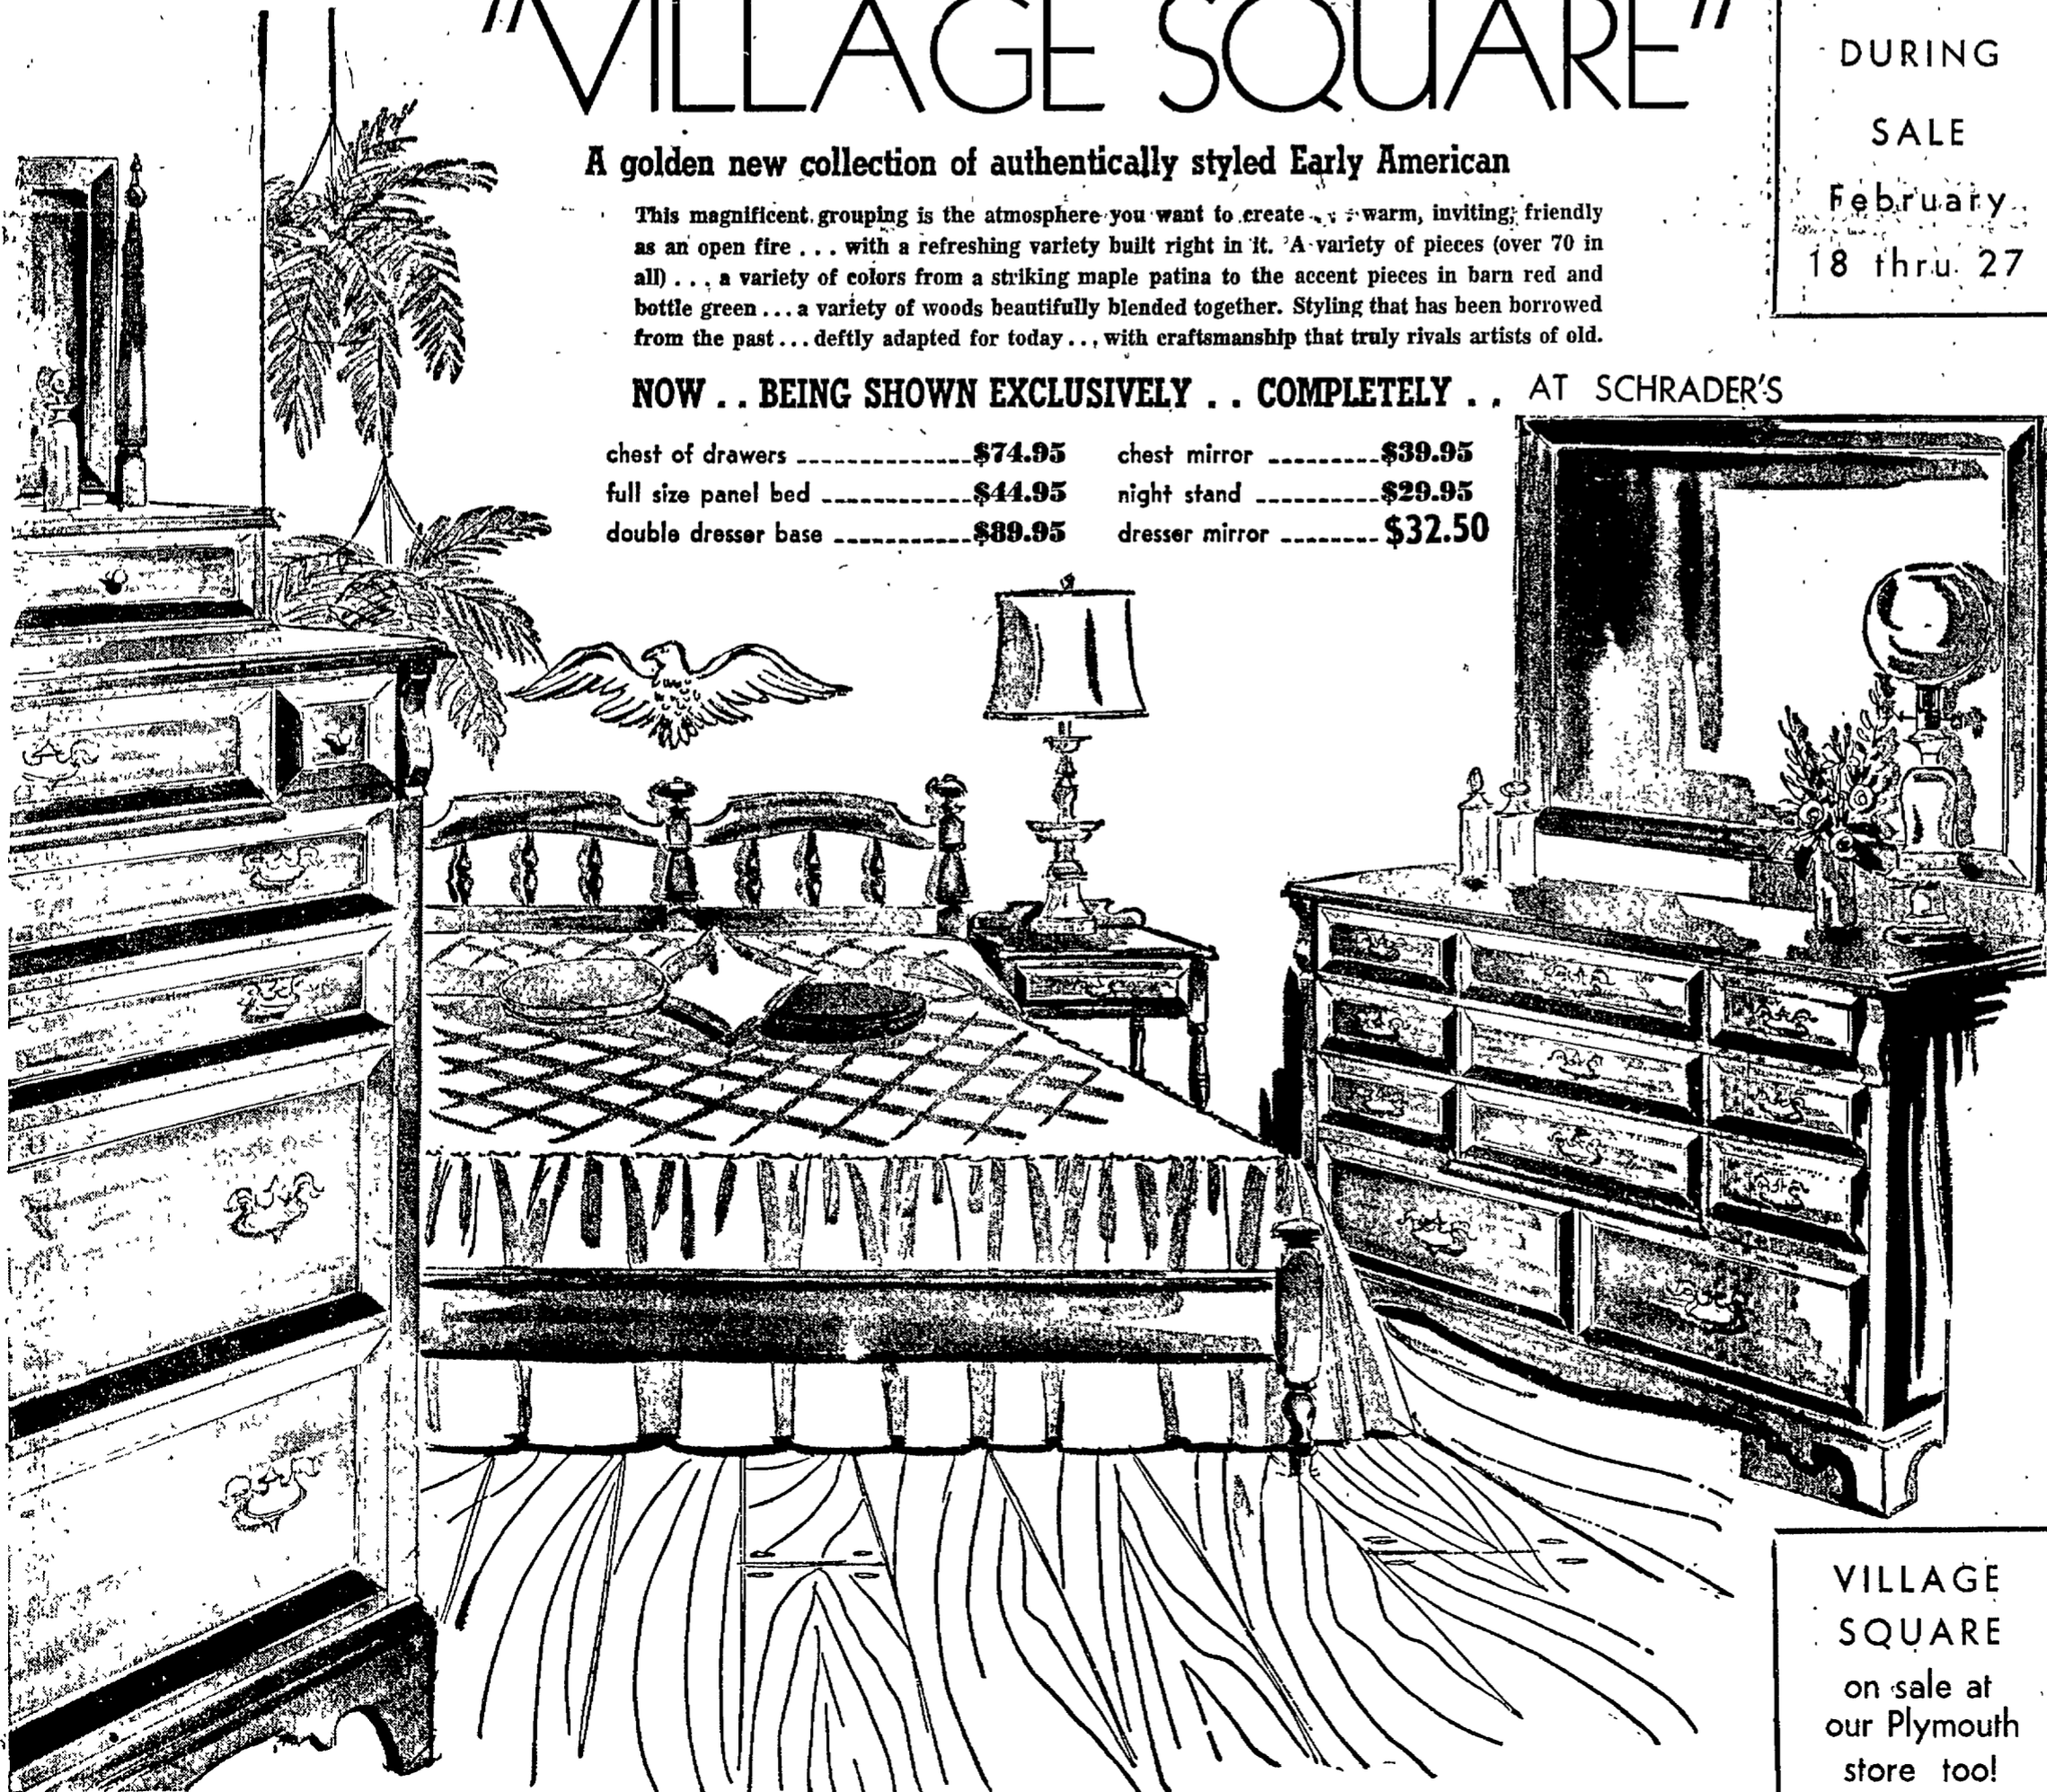 "VILLAGE SQUARE"
DURING
SALE
February
18 thru 27
A golden new collection of authentically styled Early American
This magnificent grouping is the atmosphere you want to create warm, inviting, friendly
as an open fire . . . with a refreshing variety built right in it. A variety of pieces (over 70 in
all) . . . a variety of colors from a striking maple patina to the accent pieces in barn red and
bottle green . . . a variety of woods beautifully blended together. Styling that has been borrowed
from the past . . . deftly adapted for today . . . with craftsmanship that truly rivals artists of old.
NOW . . BEING SHOWN EXCLUSIVELY . . COMPLETELY . . AT SCHRADER'S
chest of drawers --------------$74.95
full size panel bed ------------$44.95
double dresser base -----------$89.95
chest mirror ---------$39.95
night stand ----------$29.95
dresser mirror --------$32.50
VILLAGE
SQUARE
on sale at
our Plymouth
store too!